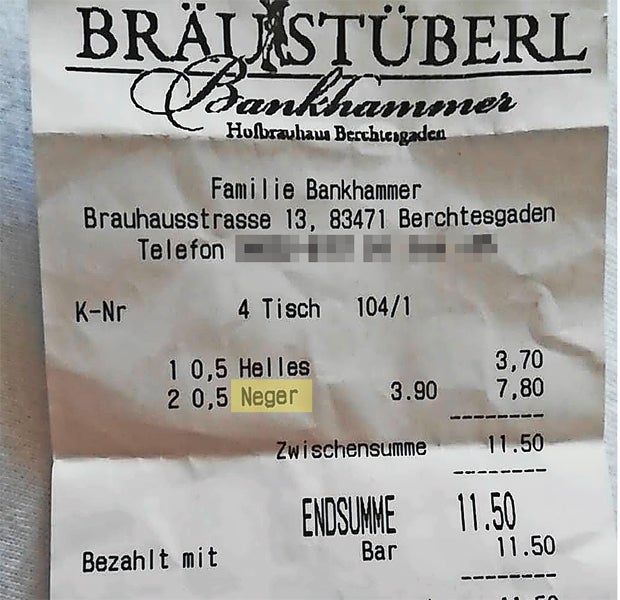 BRÄUSTÜBERL
Bankhammer
Hofbräuhaus Berchtesgaden
Familie Bankhammer
Brauhausstrasse 13, 83471 Berchtesgaden
Telefon
K-Nr 4 Tisch 104/1
1 0,5 Helles 3,70
2 0,5 Neger 3.90 7,80
Zwischensumme 11.50
ENDSUMME 11.50
Bezahlt mit Bar 11.50